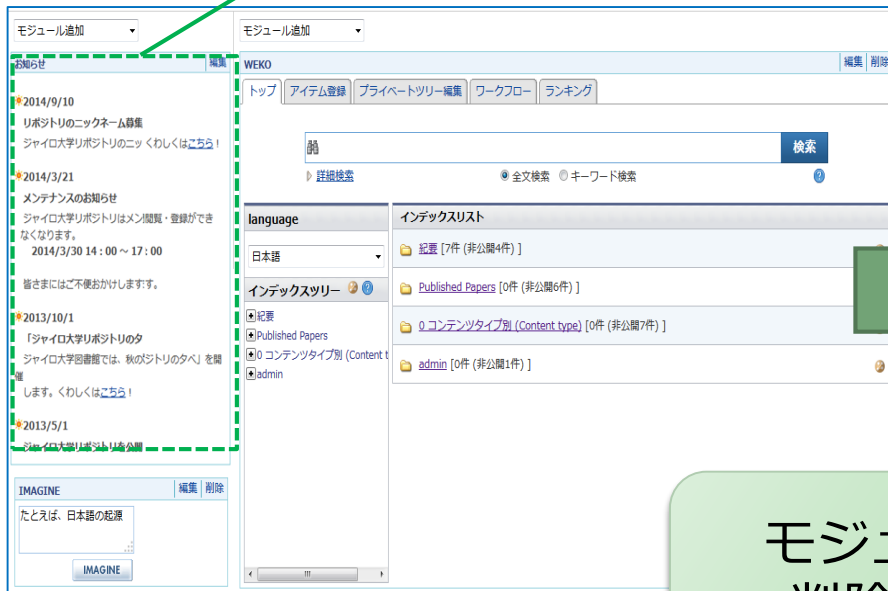 モジュール追加
モジュール追加
お知らせ
編集
2014/9/10
リポジトリのニックネーム募集
ジャイロ大学リポジトリのニッ くわしくはこちら!
2014/3/21
メンテナンスのお知らせ
ジャイロ大学リポジトリはメン閲覧・登録ができ
なくなります。
2014/3/30 14:00~17:00
皆さまにはご不便おかけします。
2013/10/1
「ジャイロ大学リポジトリの夕
ジャイロ大学図書館では、秋のジトリの夕べ」を開
催
します。くわしくはこちら!
2013/5/1
ジャイロ大学リポジトリを公開
IMAGINE
編集
削除
たとえば、日本語の起源
IMAGINE
WEKO
編集
削除
トップ
アイテム登録
プライベートツリー編集
ワークフロー
ランキング
検索
詳細検索
全文検索
キーワード検索
language
日本語
インデックスツリー
紀要
Published Papers
0 コンテンツタイプ別 (Content t
admin
インデックスリスト
紀要 [7件 (非公開4件) ]
Published Papers [0件 (非公開6件) ]
0 コンテンツタイプ別 (Content type) [0件 (非公開7件) ]
admin [0件 (非公開1件) ]
モジュ
削除